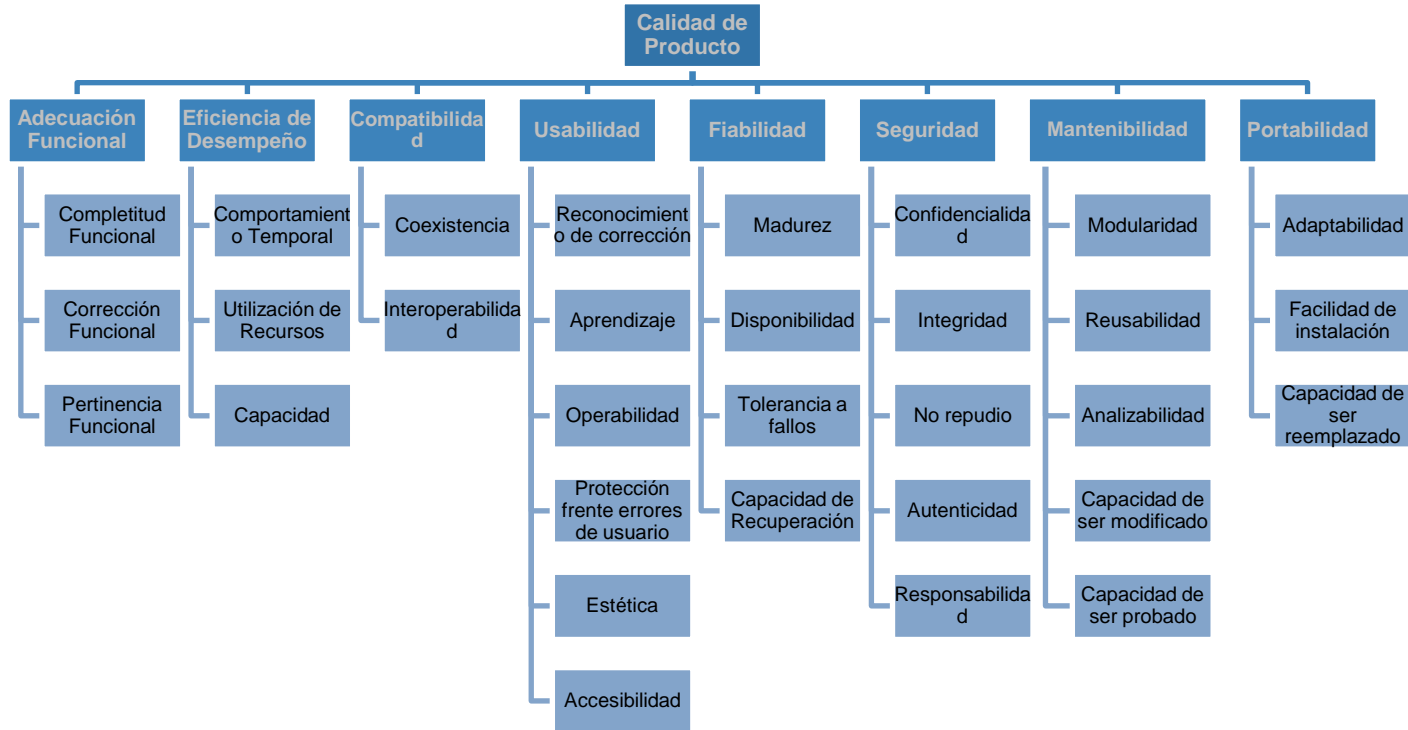 Calidad de
Producto
Adecuación
Funcional
Completitud
Funcional
Corrección
Funcional
Pertinencia
Funcional
Eficiencia de
Desempeño
Comportamient
o Temporal
Utilización de
Recursos
Capacidad
Compatibilida
d
Coexistencia
Interoperabilida
d
Usabilidad
Reconocimient
o de corrección
Aprendizaje
Operabilidad
Protección
frente errores
de usuario
Estética
Accesibilidad
Fiabilidad
Madurez
Disponibilidad
Tolerancia a
fallos
Capacidad de
Recuperación
Seguridad
Confidencialida
d
Integridad
No repudio
Autenticidad
Responsabilida
d
Mantenibilidad
Modularidad
Reusabilidad
Analizabilidad
Capacidad de
ser modificado
Capacidad de
ser probado
Portabilidad
Adaptabilidad
Facilidad de
instalación
Capacidad de
ser
reemplazado